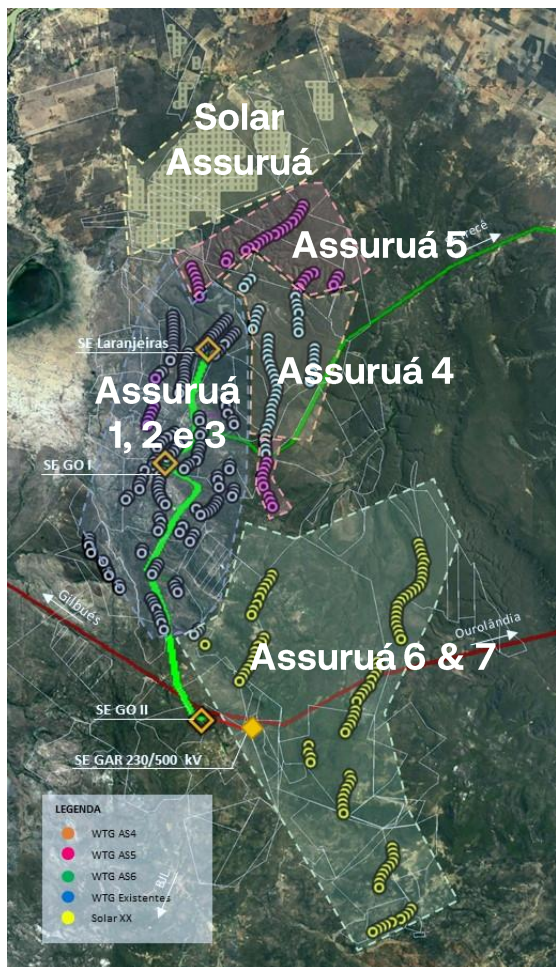 Solar
Assuruá
Assuruá 5
SE Laranjeiras
Assuruá 4
Assuruá
1, 2 e 3
SE GO I
Gilbués
Ourolândia
Assuruá 6 & 7
SE GO II
SE GAR 230/500 kV
LEGENDA
WTG AS4
WTG AS5
WTG AS6
WTG Existentes
Solar XX
BJL